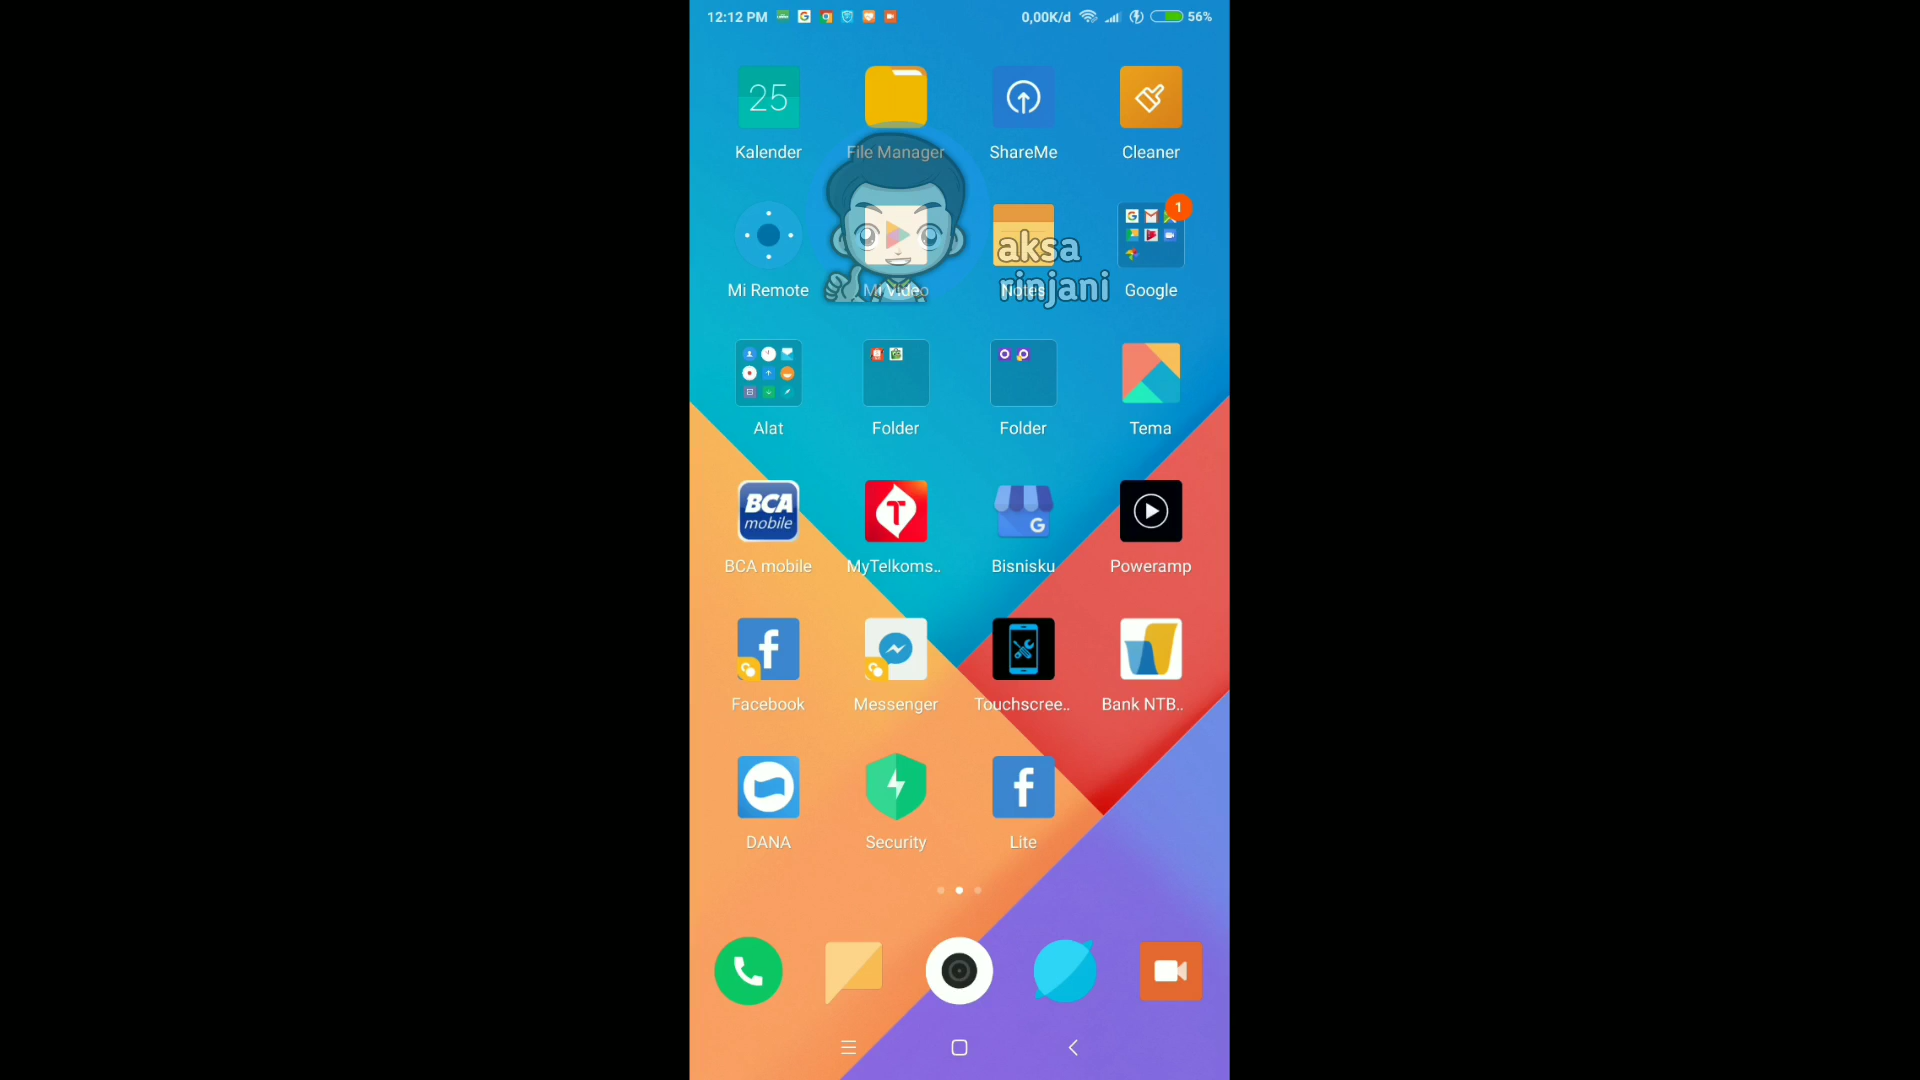 12:12 PM 0,00K/d 56%
25
Kalender File Manager ShareMe Cleaner
1
aksa
rinjani
Mi Remote Mi Video Notes Google
Alat Folder Folder Tema
BCA
mobile
T
G
BCA mobile MyTelkoms.. Bisnisku Poweramp
Facebook Messenger Touchscree.. Bank NTB..
DANA Security Lite